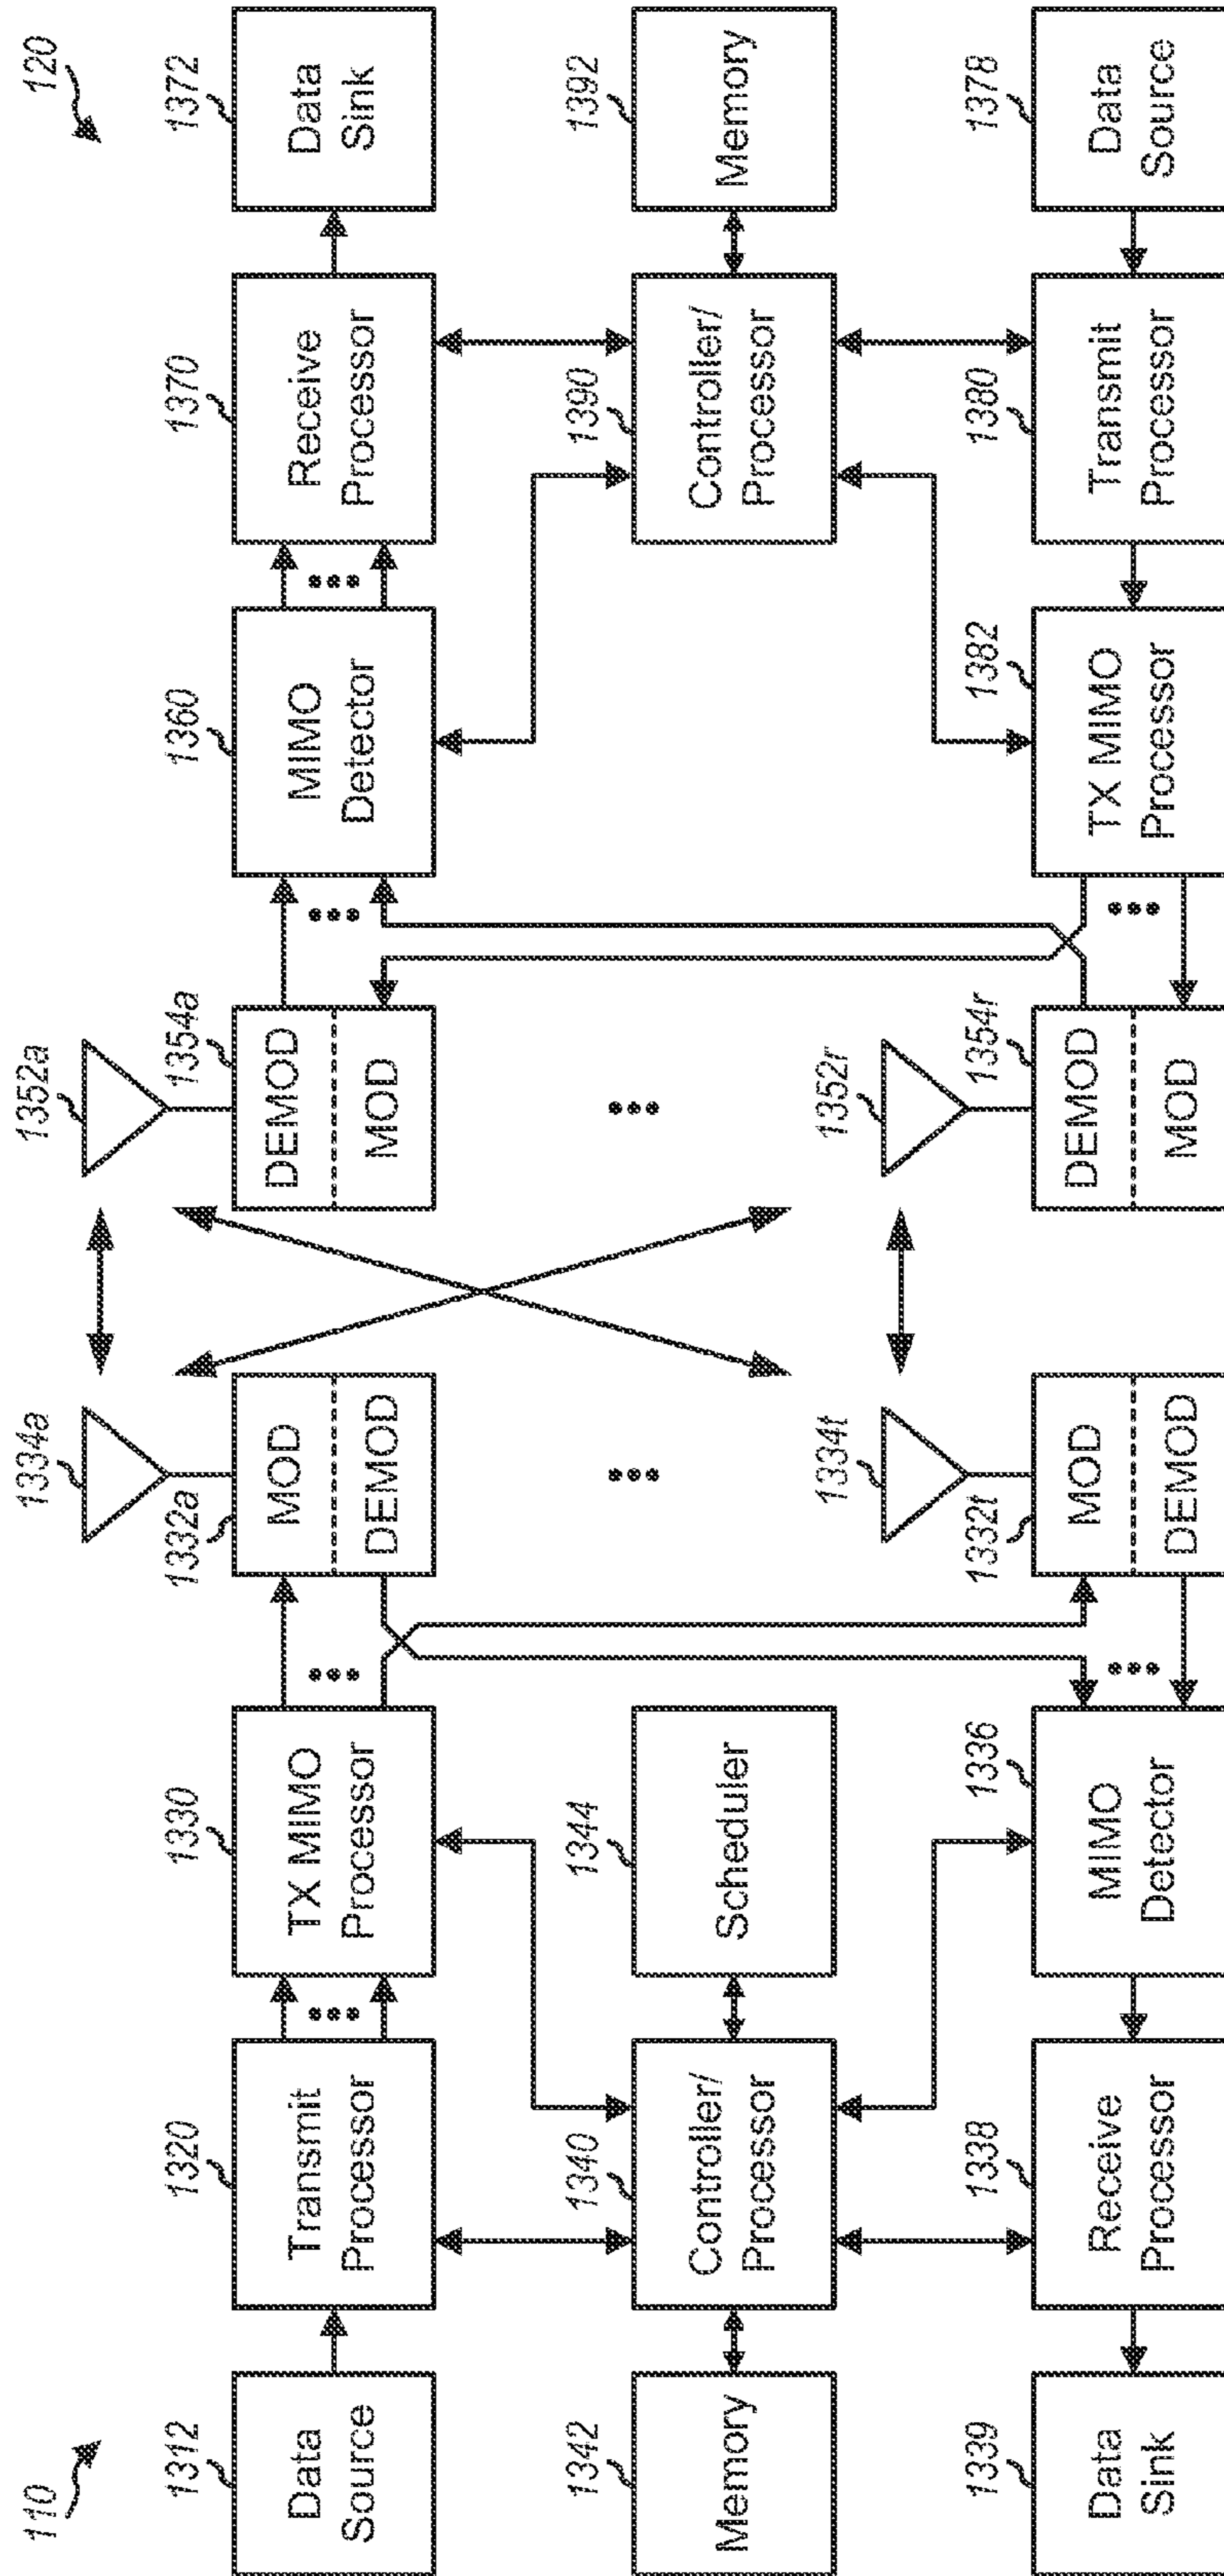 110
120
1334a
1352a
1312
1320
1330
1332a
1354a
1360
1370
1372
Data
Source
Transmit
Processor
TX MIMO
Processor
MOD
DEMOD
DEMOD
MOD
MIMO
Detector
Receive
Processor
Data
Sink
1342
1340
1344
1390
1392
Memory
Controller/
Processor
Scheduler
Controller/
Processor
Memory
1334t
1352r
1339
1338
1336
1332t
1354r
1382
1380
1378
Data
Sink
Receive
Processor
MIMO
Detector
MOD
DEMOD
DEMOD
MOD
TX MIMO
Processor
Transmit
Processor
Data
Source